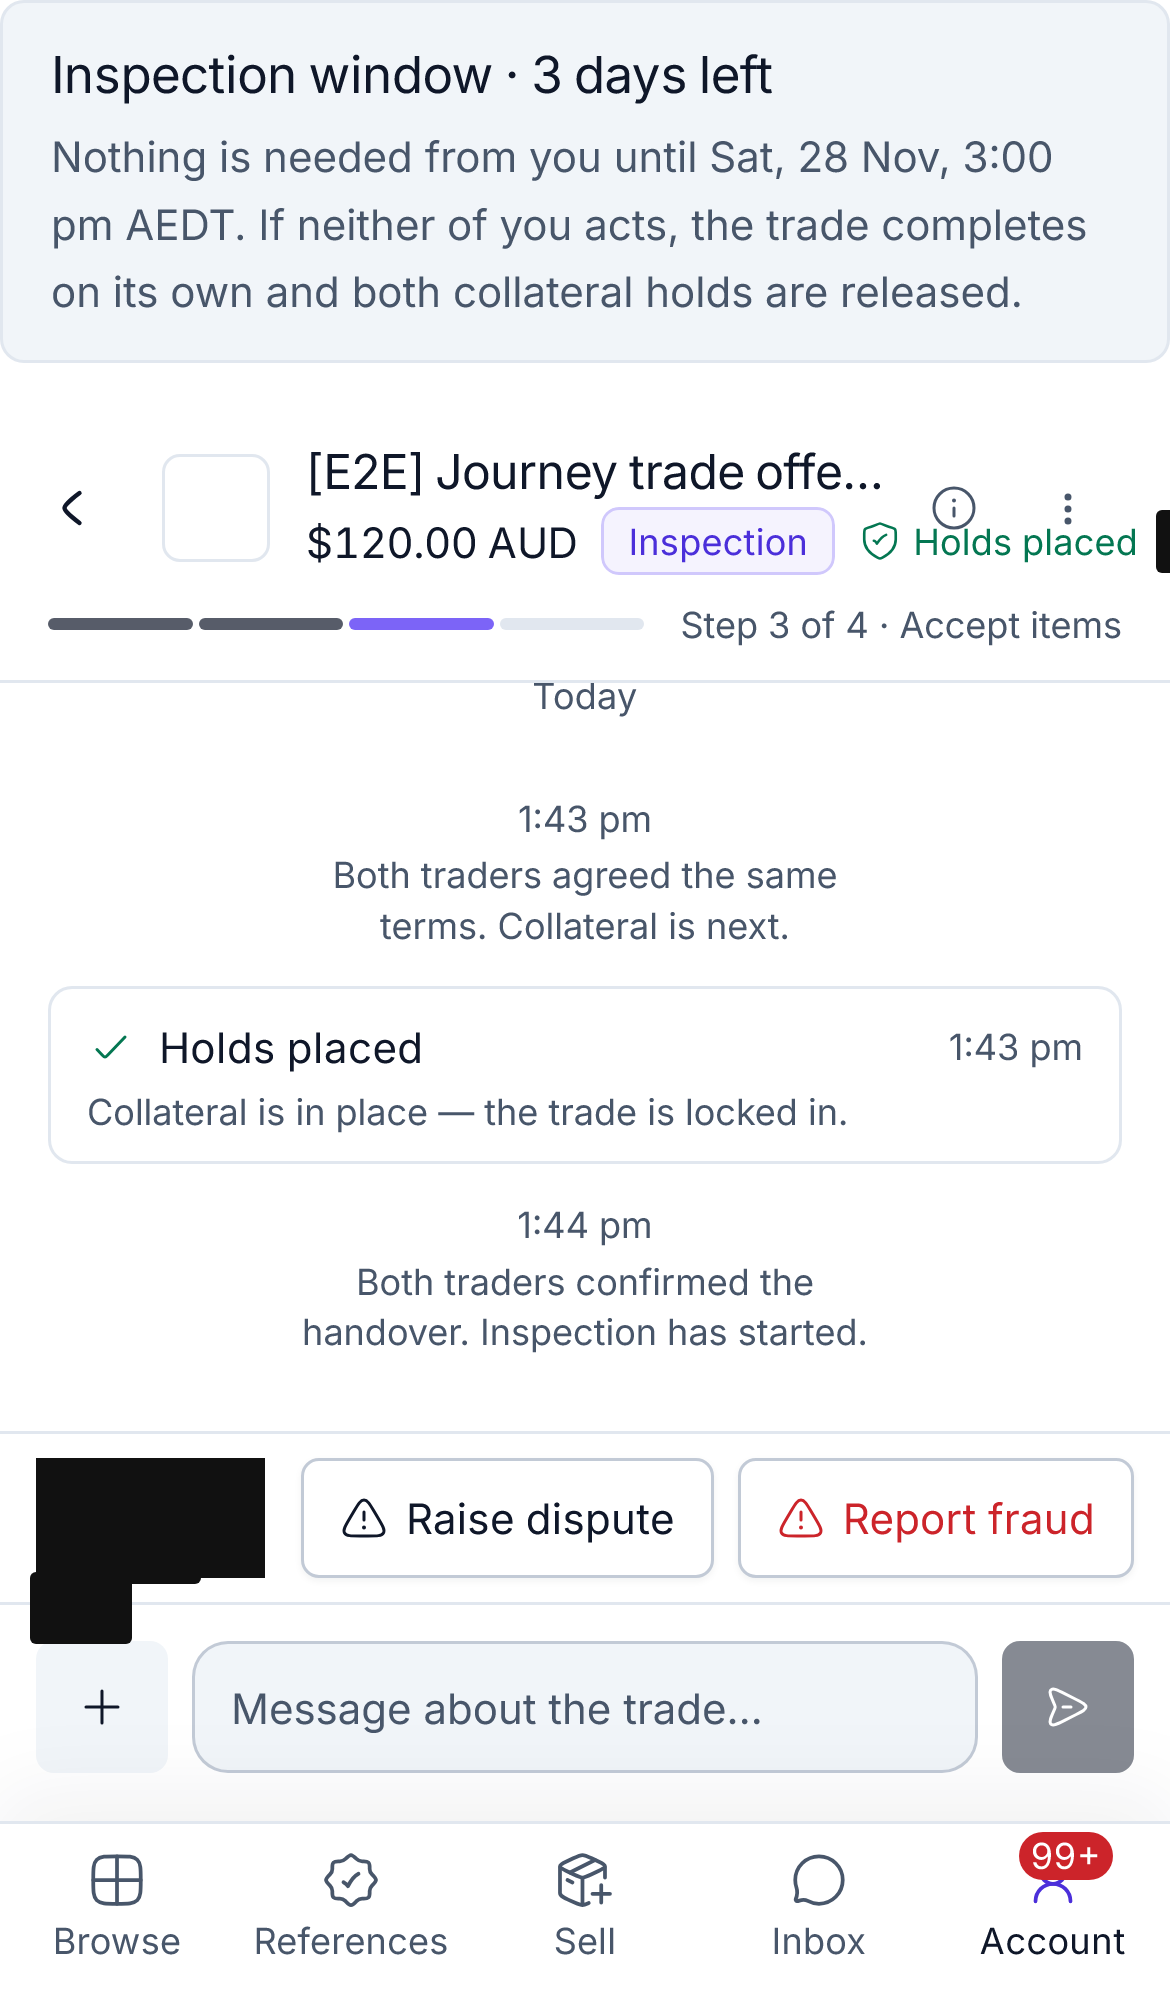 Inspection window · 3 days left
Nothing is needed from you until Sat, 28 Nov, 3:00
pm AEDT. If neither of you acts, the trade completes
on its own and both collateral holds are released.
[E2E] Journey trade offe...
$120.00 AUD Inspection Holds placed
Step 3 of 4 · Accept items
Today
1:43 pm
Both traders agreed the same
terms. Collateral is next.
Holds placed 1:43 pm
Collateral is in place — the trade is locked in.
1:44 pm
Both traders confirmed the
handover. Inspection has started.
Raise dispute Report fraud
Message about the trade...
99+
Browse References Sell Inbox Account